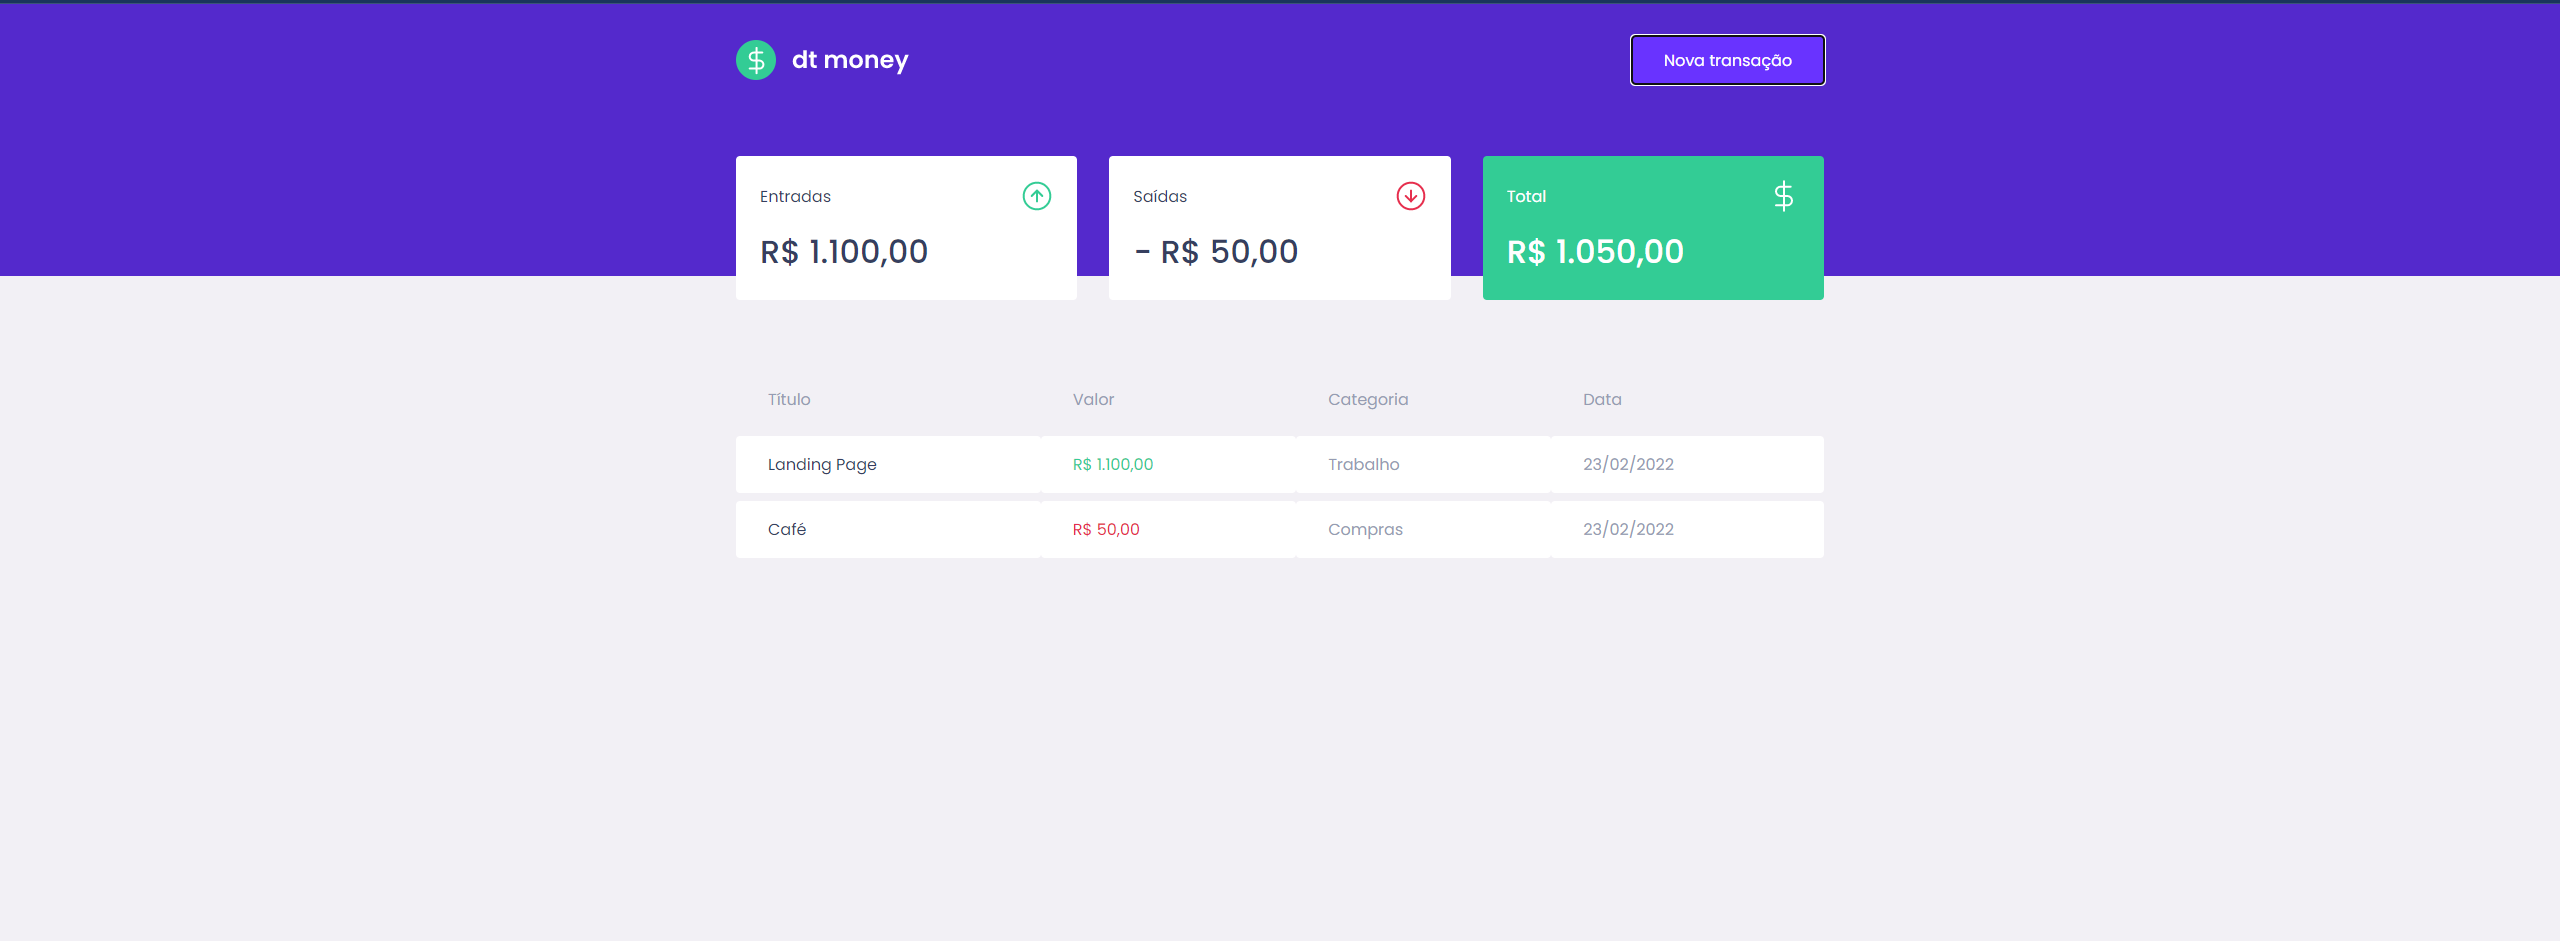 dt money
Nova transação
Entradas
R$ 1.100,00
Saídas
- R$ 50,00
Total
$
R$ 1.050,00
Título Valor Categoria Data
Landing Page R$ 1.100,00 Trabalho 23/02/2022
Café R$ 50,00 Compras 23/02/2022